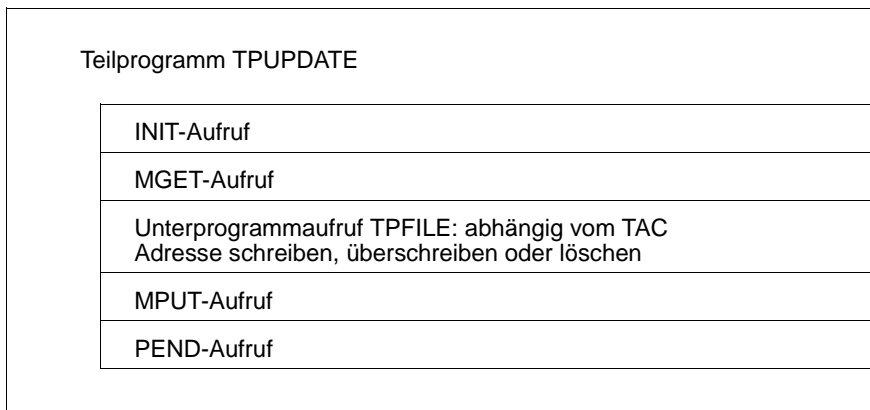 Teilprogramm TPUPDATE
INIT-Aufruf
MGET-Aufruf
Unterprogrammaufruf TPFILE: abhängig vom TAC
Adresse schreiben, überschreiben oder löschen
MPUT-Aufruf
PEND-Aufruf